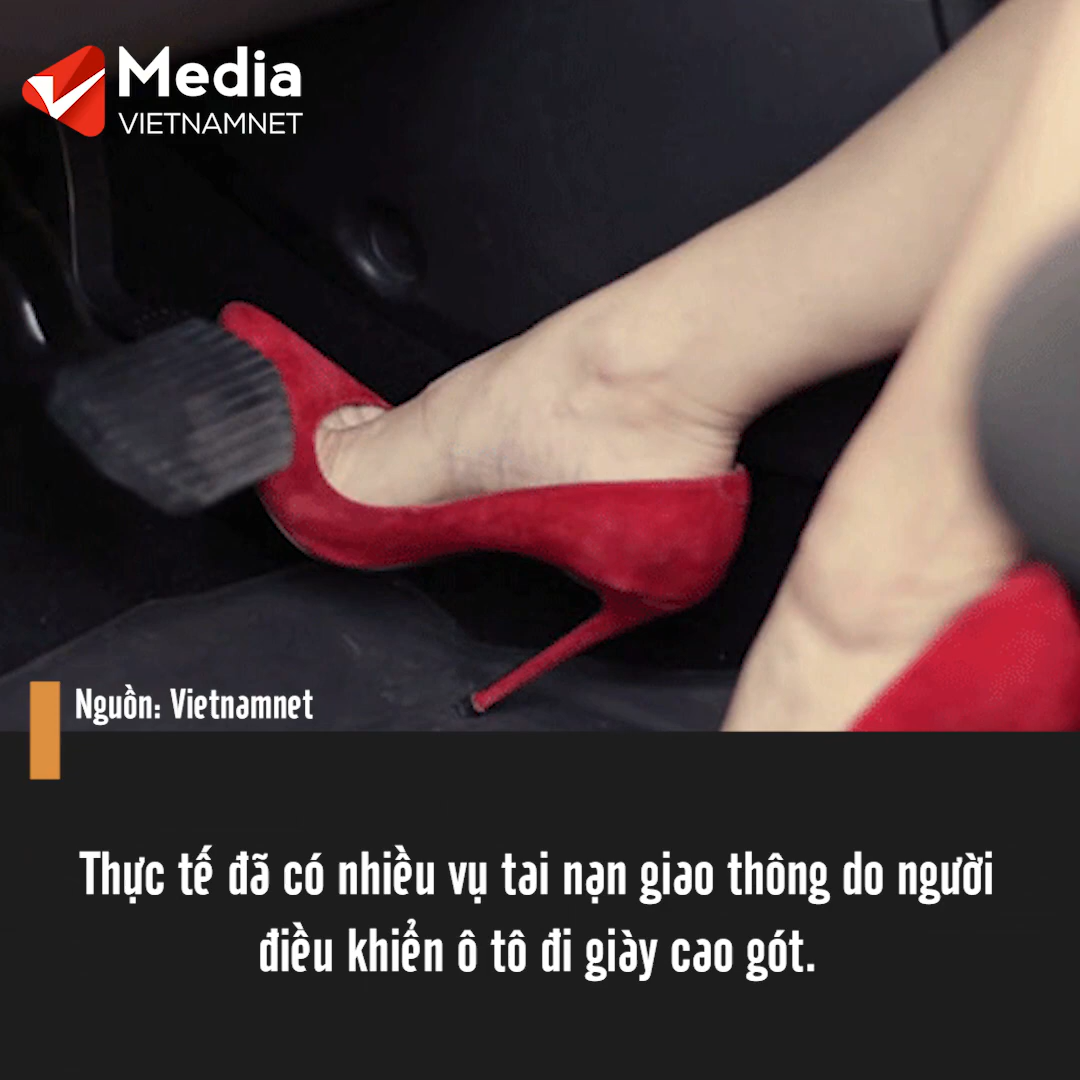 Media
VIETNAMNET
Nguồn: Vietnamnet
Thực tế đã có nhiều vụ tai nạn giao thông do người
điều khiển ô tô đi giày cao gót.